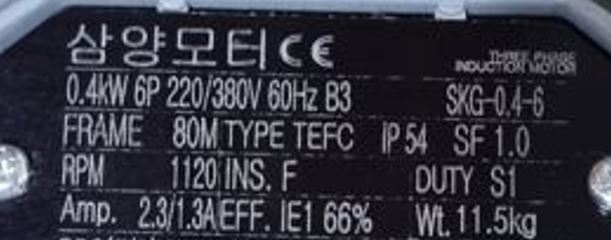 삼양모터 CE THREE PHASE
INDUCTION MOTOR
0.4kW 6P 220/380V 60Hz B3 SKG-0.4-6
FRAME 80M TYPE TEFC IP 54 SF 1.0
RPM 1120 INS. F DUTY S1
Amp. 2.3/1.3A EFF. IE1 66% Wt. 11.5kg